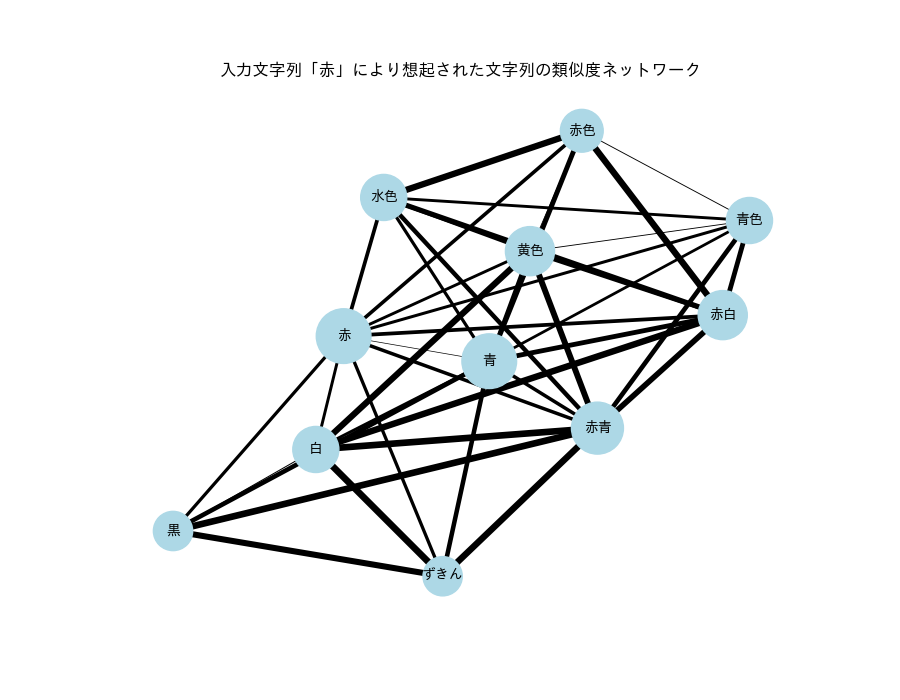 入力文字列「赤」により想起された文字列の類似度ネットワーク
赤色
水色
青色
黄色
赤白
赤
青
赤青
白
黒
ずきん